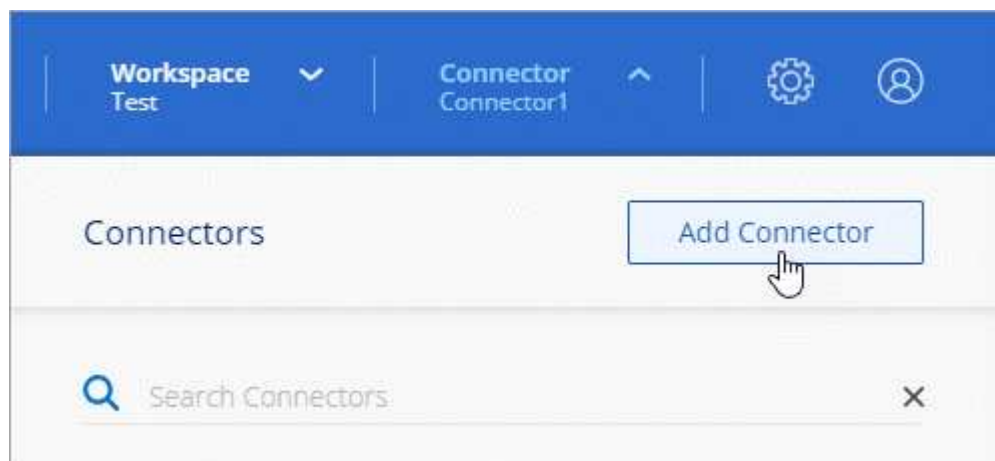 Workspace
Test
Connector
Connector1
Connectors
Add Connector
Search Connectors